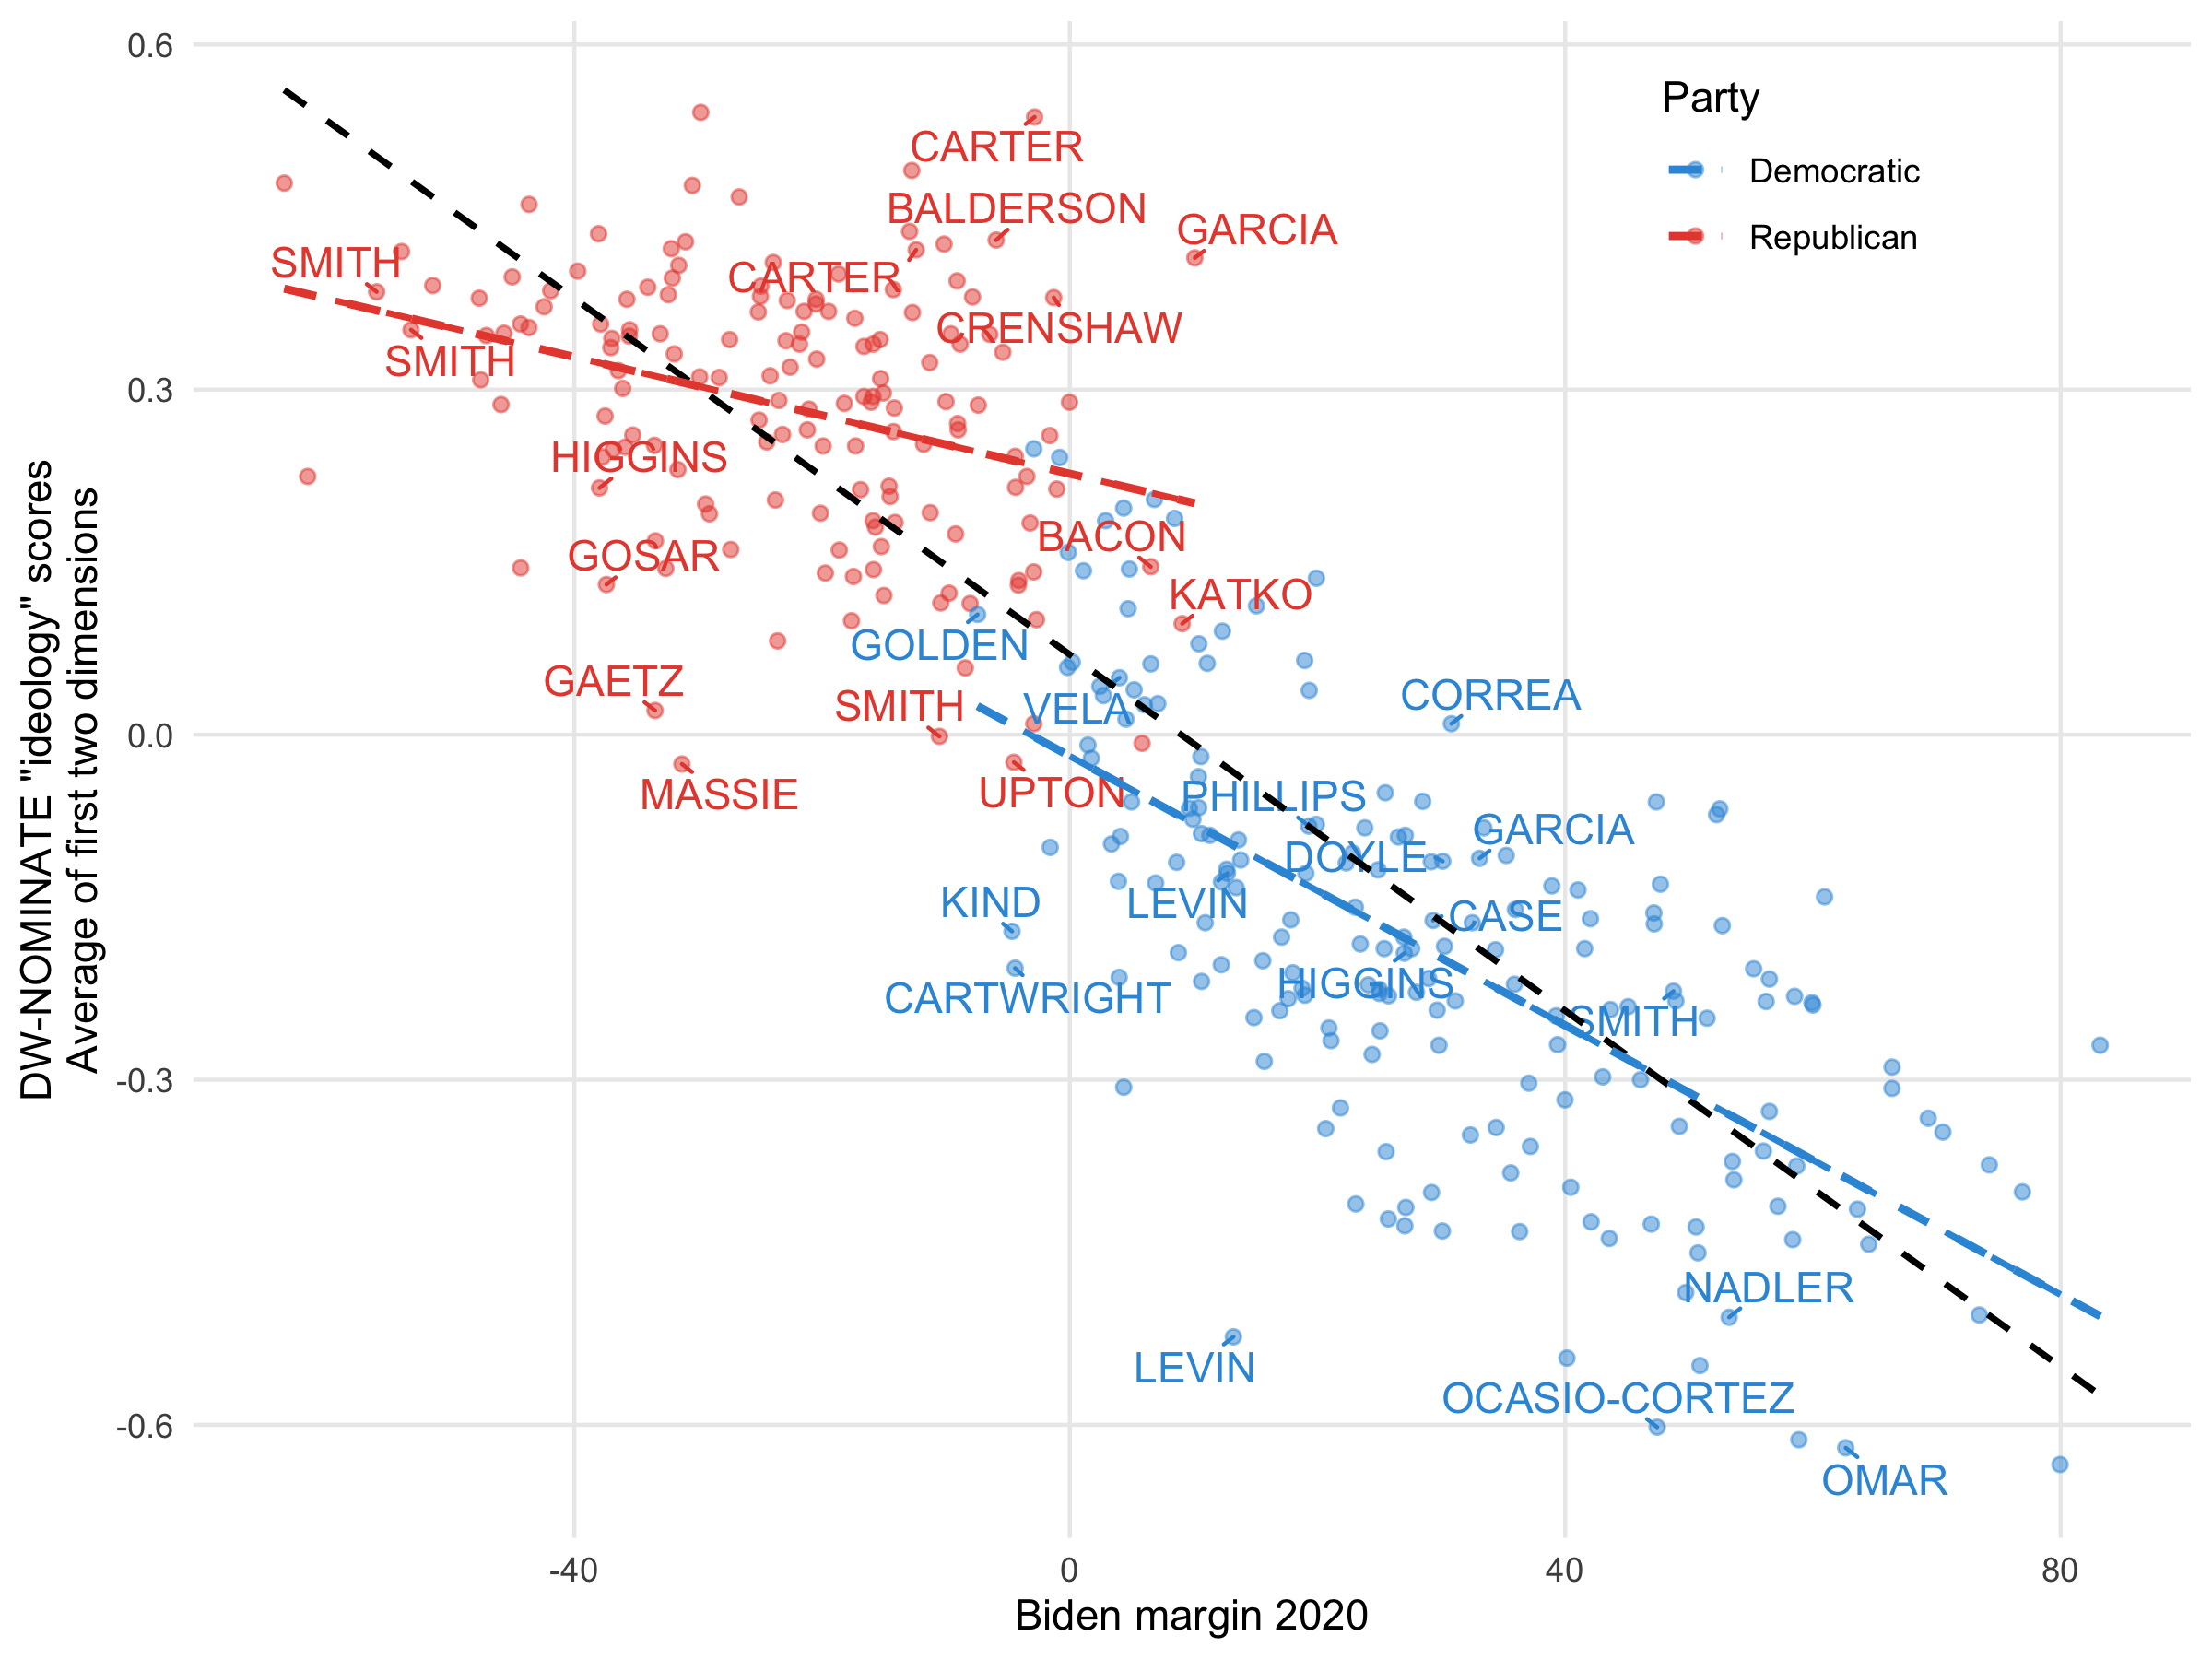 0.6
0.3
0.0
-0.3
-0.6
DW-NOMINATE "ideology" scores
Average of first two dimensions
Party
Democratic
Republican
CARTER
BALDERSON
GARCIA
SMITH
CARTER
CRENSHAW
SMITH
HIGGINS
GOSAR
BACON
KATKO
GOLDEN
GAETZ
SMITH
VELA
CORREA
MASSIE
UPTON
PHILLIPS
GARCIA
DOYLE
KIND
LEVIN
CASE
CARTWRIGHT
HIGGINS
SMITH
NADLER
LEVIN
OCASIO-CORTEZ
OMAR
-40
0
40
80
Biden margin 2020